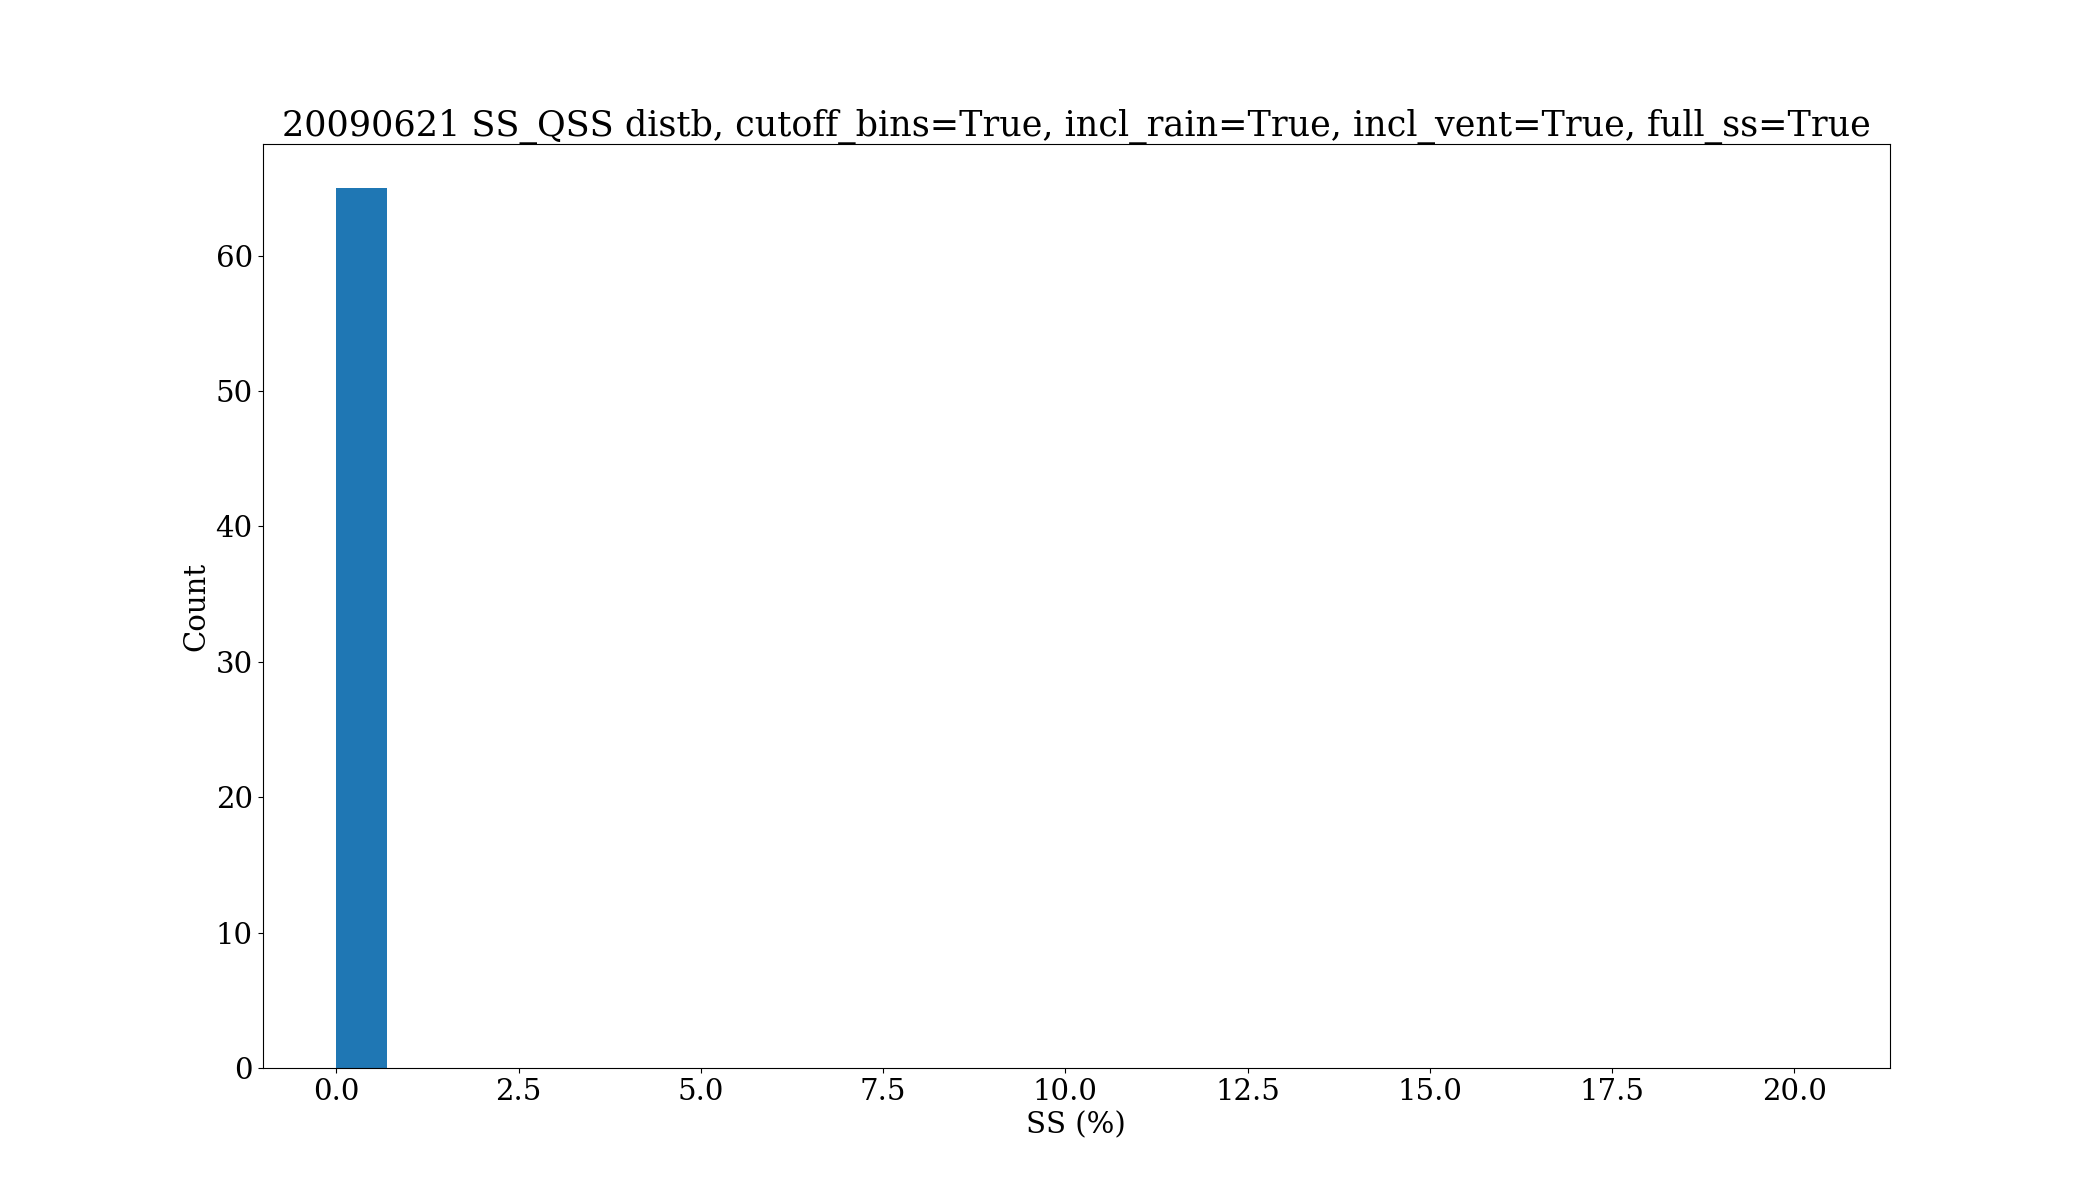 20090621 SS_QSS distb, cutoff_bins=True, incl_rain=True, incl_vent=True, full_ss=True
60
50
40
30
20
10
0
Count
0.0 2.5 5.0 7.5 10.0 12.5 15.0 17.5 20.0
SS (%)